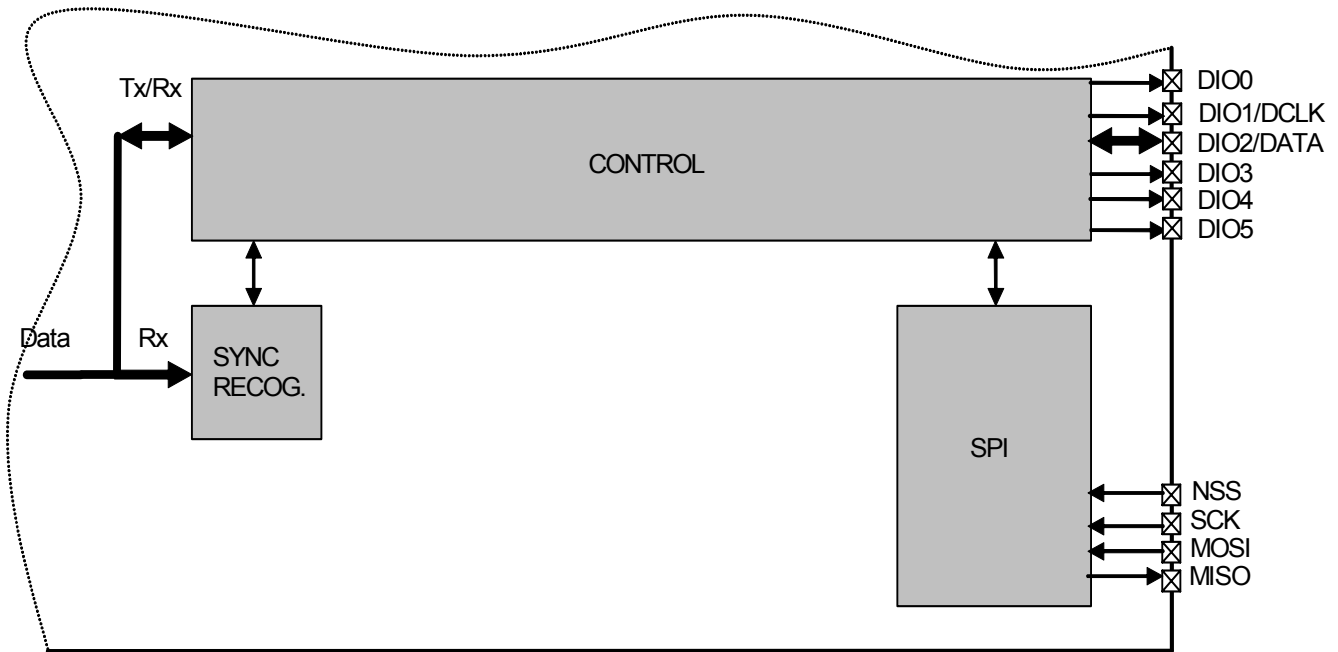 Tx/Rx
CONTROL
DIO0
DIO1/DCLK
DIO2/DATA
DIO3
DIO4
DIO5
Data
Rx
SYNC
RECOG.
SPI
NSS
SCK
MOSI
MISO